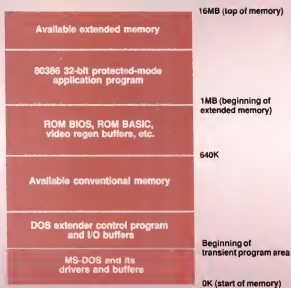 16MB (top of memory)
Available extended memory
80386 32-bit protected-mode
application program
1MB (beginning of
extended memory)
ROM BIOS, ROM BASIC,
video regen buffers, etc.
640K
Available conventional memory
DOS extender control program
and I/O buffers
Beginning of
transient program area
MS-DOS and its
drivers and buffers
0K (start of memory)